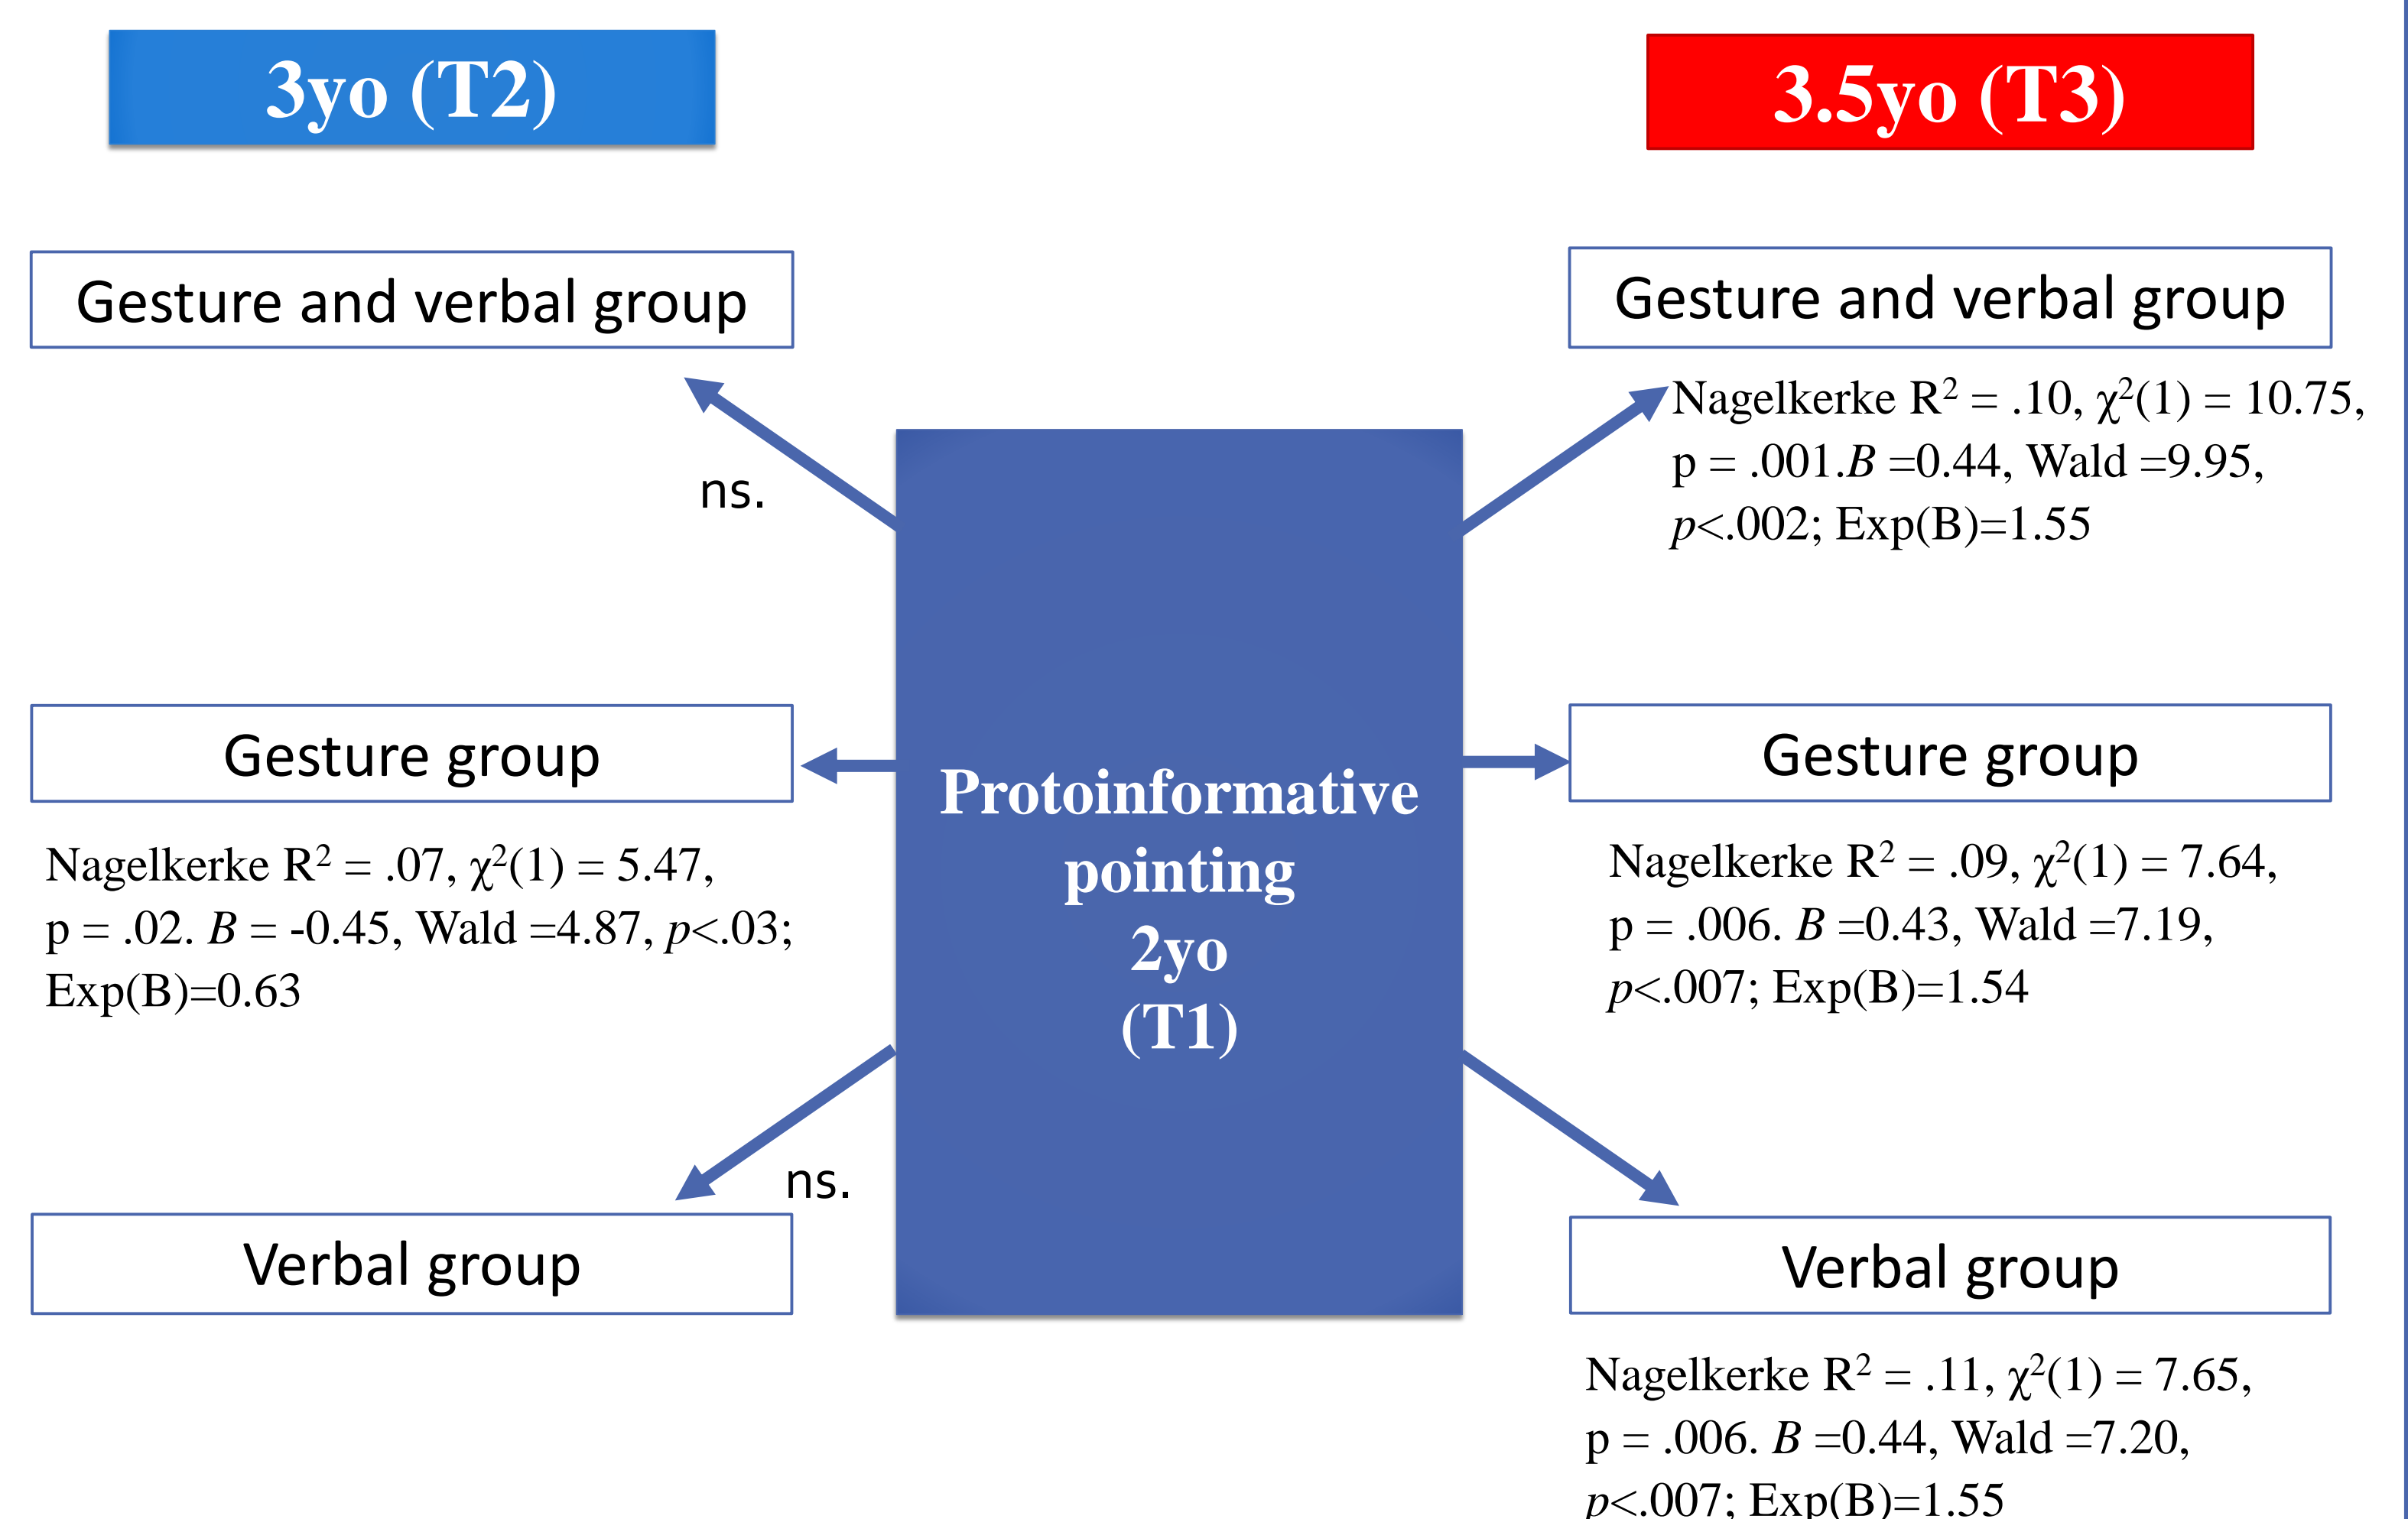 3yo (T2)
3.5yo (T3)
Gesture and verbal group
ns.
Gesture group
Nagelkerke R² = .07, χ²(1) = 5.47,
p = .02. B = -0.45, Wald =4.87, p<.03;
Exp(B)=0.63
ns.
Verbal group
Protoinformative
pointing
2yo
(T1)
Gesture and verbal group
Nagelkerke R² = .10, χ²(1) = 10.75,
p = .001.B =0.44, Wald =9.95,
p<.002; Exp(B)=1.55
Gesture group
Nagelkerke R² = .09, χ²(1) = 7.64,
p = .006. B =0.43, Wald =7.19,
p<.007; Exp(B)=1.54
Verbal group
Nagelkerke R² = .11, χ²(1) = 7.65,
p = .006. B =0.44, Wald =7.20,
p<.007; Exp(B)=1.55